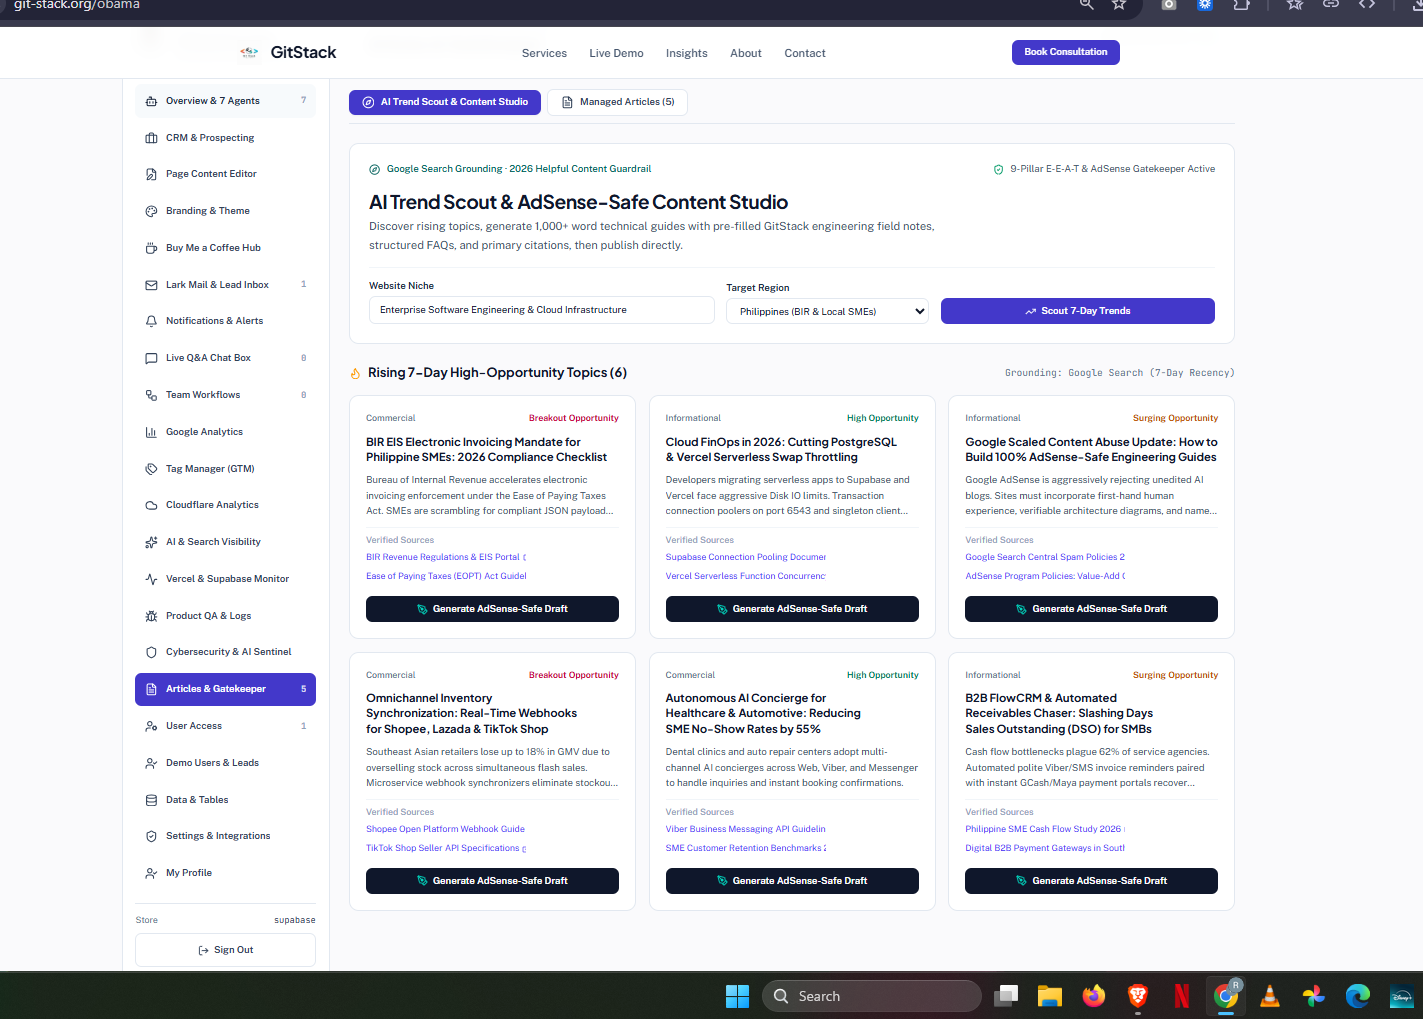 git-stack.org/obama
GitStack
Services
Live Demo
Insights
About
Contact
Book Consultation
Overview & 7 Agents 7
CRM & Prospecting
Page Content Editor
Branding & Theme
Buy Me a Coffee Hub
Lark Mail & Lead Inbox 1
Notifications & Alerts
Live Q&A Chat Box 0
Team Workflows 0
Google Analytics
Tag Manager (GTM)
Cloudflare Analytics
AI & Search Visibility
Vercel & Supabase Monitor
Product QA & Logs
Cybersecurity & AI Sentinel
Articles & Gatekeeper 5
User Access 1
Demo Users & Leads
Data & Tables
Settings & Integrations
My Profile
Store supabase
Sign Out
AI Trend Scout & Content Studio
Managed Articles (5)
Google Search Grounding · 2026 Helpful Content Guardrail
9-Pillar E-E-A-T & AdSense Gatekeeper Active
AI Trend Scout & AdSense-Safe Content Studio
Discover rising topics, generate 1,000+ word technical guides with pre-filled GitStack engineering field notes,
structured FAQs, and primary citations, then publish directly.
Website Niche
Enterprise Software Engineering & Cloud Infrastructure
Target Region
Philippines (BIR & Local SMEs)
Scout 7-Day Trends
Rising 7-Day High-Opportunity Topics (6)
Grounding: Google Search (7-Day Recency)
Commercial Breakout Opportunity
BIR EIS Electronic Invoicing Mandate for
Philippine SMEs: 2026 Compliance Checklist
Bureau of Internal Revenue accelerates electronic
invoicing enforcement under the Ease of Paying Taxes
Act. SMEs are scrambling for compliant JSON payload...
Verified Sources
BIR Revenue Regulations & EIS Portal (
Ease of Paying Taxes (EOPT) Act Guidel
Generate AdSense-Safe Draft
Informational High Opportunity
Cloud FinOps in 2026: Cutting PostgreSQL
& Vercel Serverless Swap Throttling
Developers migrating serverless apps to Supabase and
Vercel face aggressive Disk IO limits. Transaction
connection poolers on port 6543 and singleton client...
Verified Sources
Supabase Connection Pooling Documen
Vercel Serverless Function Concurrenc
Generate AdSense-Safe Draft
Informational Surging Opportunity
Google Scaled Content Abuse Update: How to
Build 100% AdSense-Safe Engineering Guides
Google AdSense is aggressively rejecting unedited AI
blogs. Sites must incorporate first-hand human
experience, verifiable architecture diagrams, and name...
Verified Sources
Google Search Central Spam Policies 2
AdSense Program Policies: Value-Add (
Generate AdSense-Safe Draft
Commercial Breakout Opportunity
Omnichannel Inventory
Synchronization: Real-Time Webhooks
for Shopee, Lazada & TikTok Shop
Southeast Asian retailers lose up to 18% in GMV due to
overselling stock across simultaneous flash sales.
Microservice webhook synchronizers eliminate stockou...
Verified Sources
Shopee Open Platform Webhook Guide
TikTok Shop Seller API Specifications
Generate AdSense-Safe Draft
Commercial High Opportunity
Autonomous AI Concierge for
Healthcare & Automotive: Reducing
SME No-Show Rates by 55%
Dental clinics and auto repair centers adopt multi-
channel AI concierges across Web, Viber, and Messenger
to handle inquiries and instant booking confirmations.
Verified Sources
Viber Business Messaging API Guidelin
SME Customer Retention Benchmarks 2
Generate AdSense-Safe Draft
Informational Surging Opportunity
B2B FlowCRM & Automated
Receivables Chaser: Slashing Days
Sales Outstanding (DSO) for SMBs
Cash flow bottlenecks plague 62% of service agencies.
Automated polite Viber/SMS invoice reminders paired
with instant GCash/Maya payment portals recover...
Verified Sources
Philippine SME Cash Flow Study 2026
Digital B2B Payment Gateways in Sout
Generate AdSense-Safe Draft
Search
R
N
Disney+